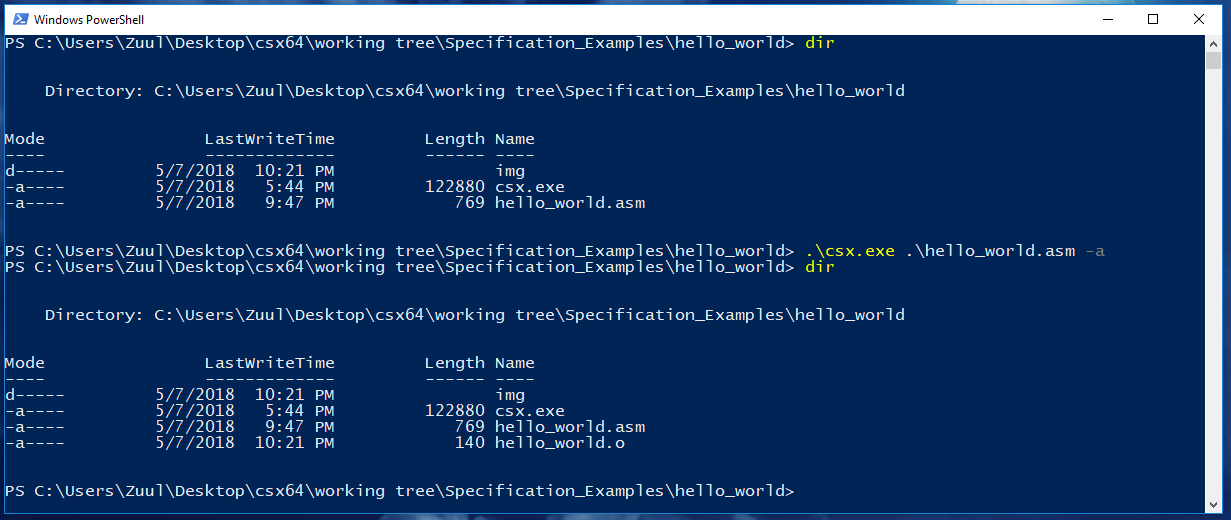 Windows PowerShell
PS C:\Users\Zuul\Desktop\csx64\working tree\Specification_Examples\hello_world> dir
Directory: C:\Users\Zuul\Desktop\csx64\working tree\Specification_Examples\hello_world
Mode LastWriteTime Length Name
---- ------------- ------ ----
d----- 5/7/2018 10:21 PM img
-a---- 5/7/2018 5:44 PM 122880 csx.exe
-a---- 5/7/2018 9:47 PM 769 hello_world.asm
PS C:\Users\Zuul\Desktop\csx64\working tree\Specification_Examples\hello_world> .\csx.exe .\hello_world.asm -a
PS C:\Users\Zuul\Desktop\csx64\working tree\Specification_Examples\hello_world> dir
Directory: C:\Users\Zuul\Desktop\csx64\working tree\Specification_Examples\hello_world
Mode LastWriteTime Length Name
---- ------------- ------ ----
d----- 5/7/2018 10:21 PM img
-a---- 5/7/2018 5:44 PM 122880 csx.exe
-a---- 5/7/2018 9:47 PM 769 hello_world.asm
-a---- 5/7/2018 10:21 PM 140 hello_world.o
PS C:\Users\Zuul\Desktop\csx64\working tree\Specification_Examples\hello_world>